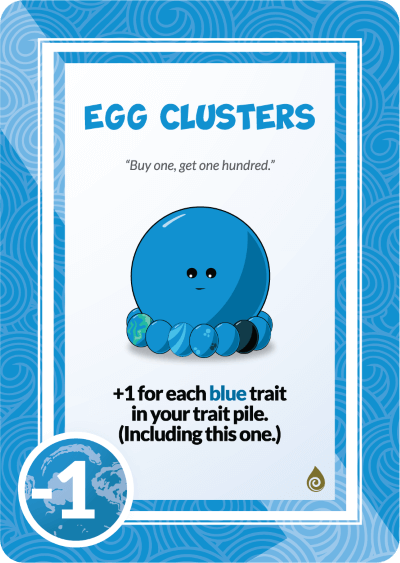 EGG CLUSTERS
"Buy one, get one hundred."
+1 for each blue trait
in your trait pile.
(Including this one.)
-1